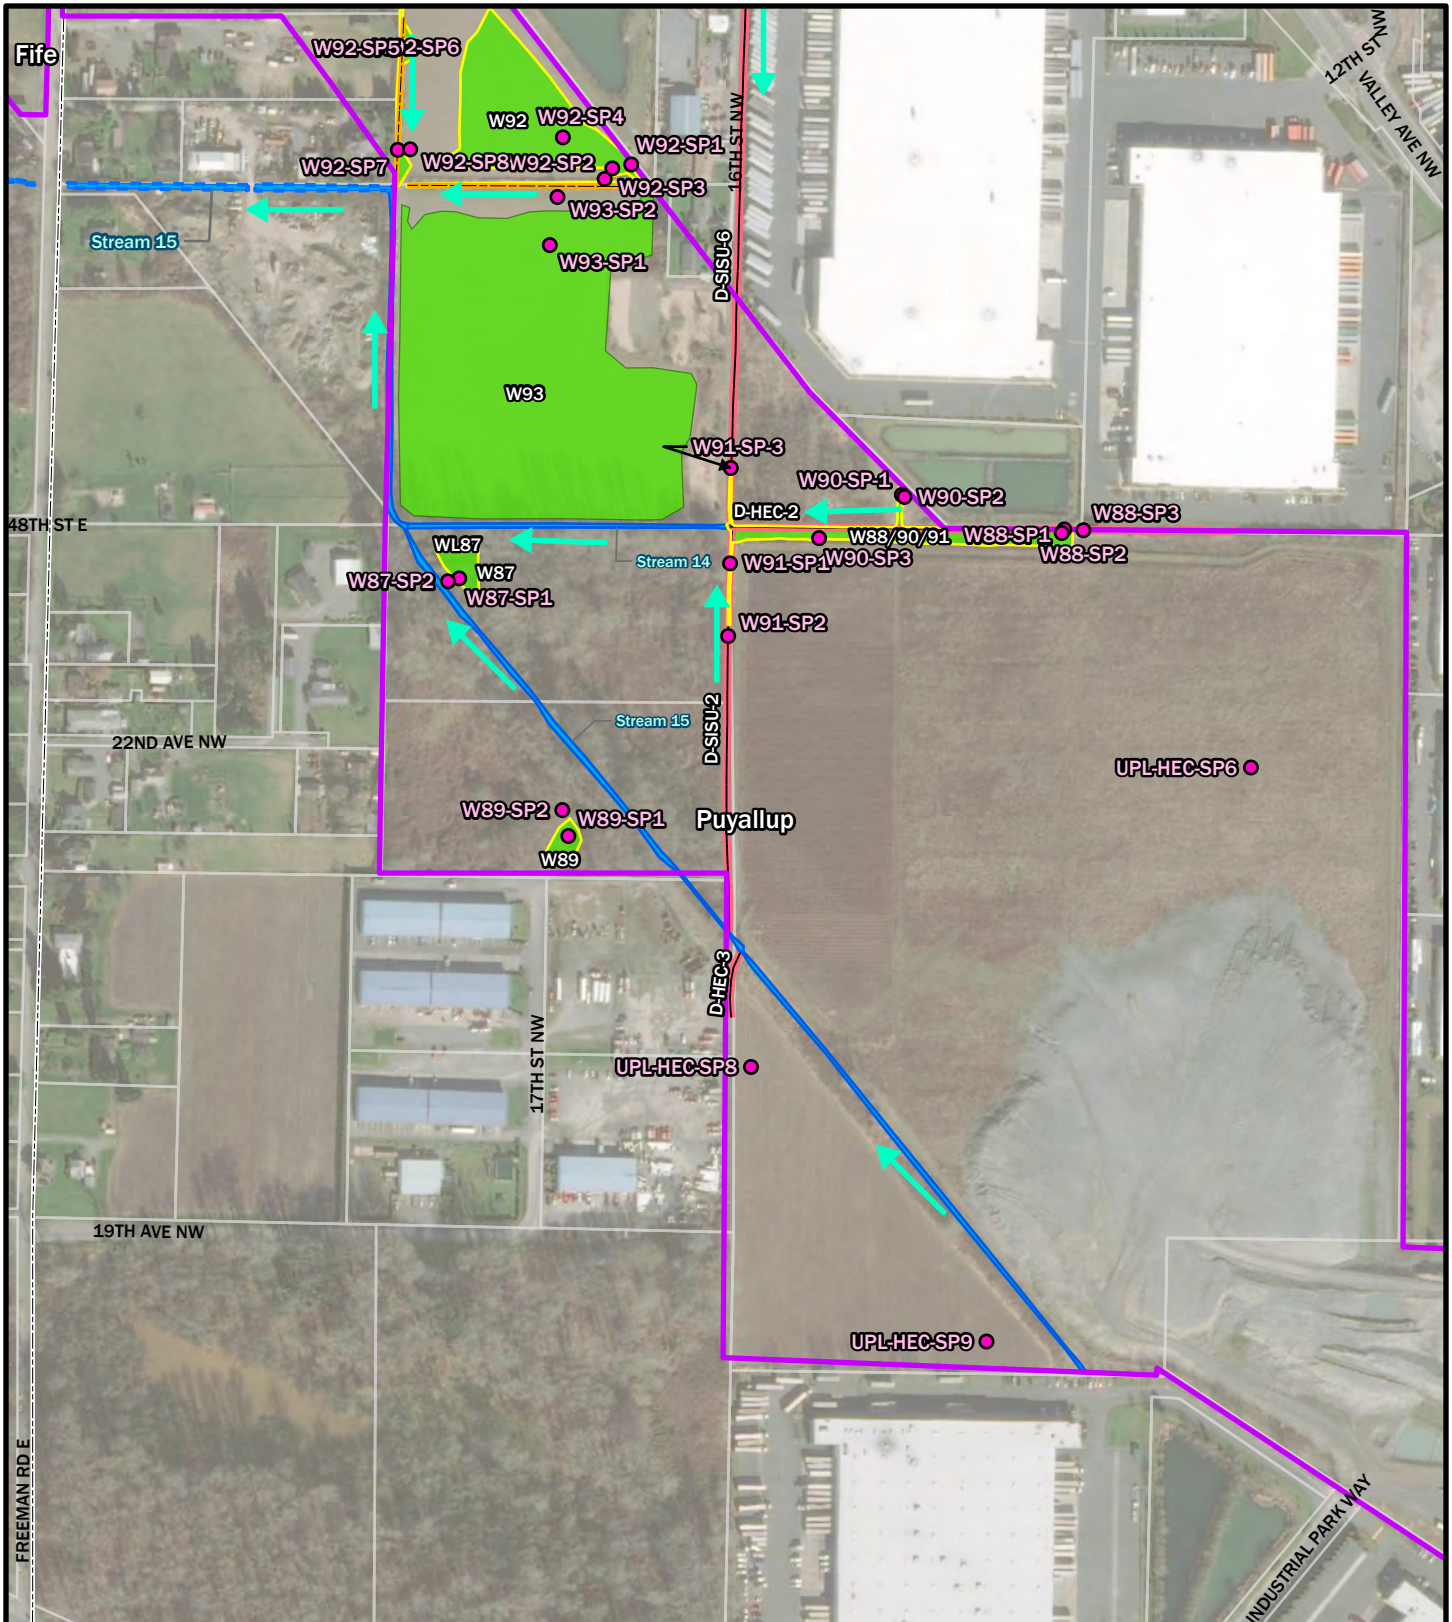 Fife
W92-SP5
2-SP6
12TH ST
NW
VALLEY AVE NW
W92
W92-SP4
W92-SP1
16TH ST NW
W92-SP7
W92-SP8
W92-SP2
W92-SP3
W93-SP2
Stream 15
W93-SP1
D-SISU-6
W93
W91-SP-3
W90-SP-1
W90-SP2
D-HEC-2
W88-SP3
48TH ST E
W88/90/91
W88-SP1
W88-SP2
WL87
W87
Stream 14
W91-SP1
W90-SP3
W87-SP2
W87-SP1
W91-SP2
D-SISU-2
Stream 15
22ND AVE NW
UPL-HEC-SP6
W89-SP2
W89-SP1
Puyallup
W89
D-HEC-3
17TH ST NW
UPL-HEC-SP8
19TH AVE NW
UPL-HEC-SP9
FREEMAN RD E
INDUSTRIAL PARK WAY